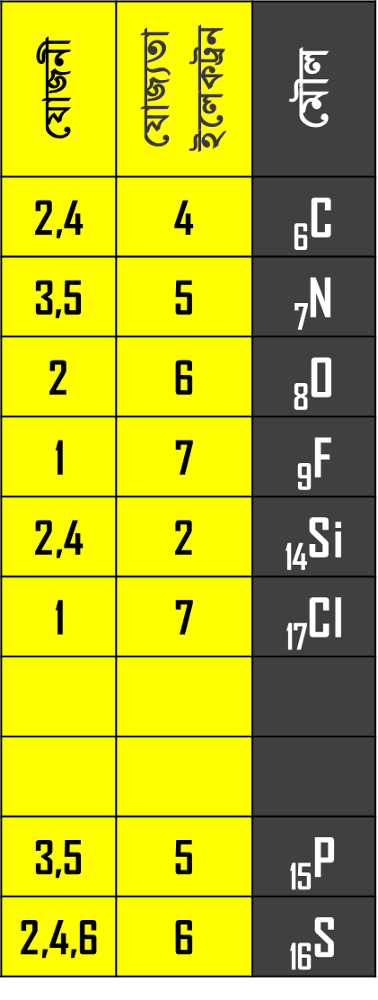 যোজনী যোজ্যতা ইলেকট্রন মৌল
2,4 4 ₆C
3,5 5 ₇N
2 6 ₈O
1 7 ₉F
2,4 2 ₁₄Si
1 7 ₁₇Cl
3,5 5 ₁₅P
2,4,6 6 ₁₆S